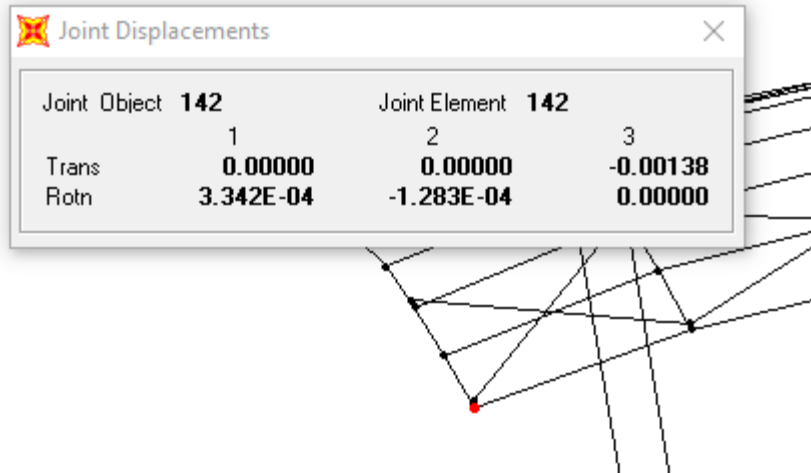 Joint Displacements
Joint Object 142 Joint Element 142
1 2 3
Trans 0.00000 0.00000 -0.00138
Rotn 3.342E-04 -1.283E-04 0.00000